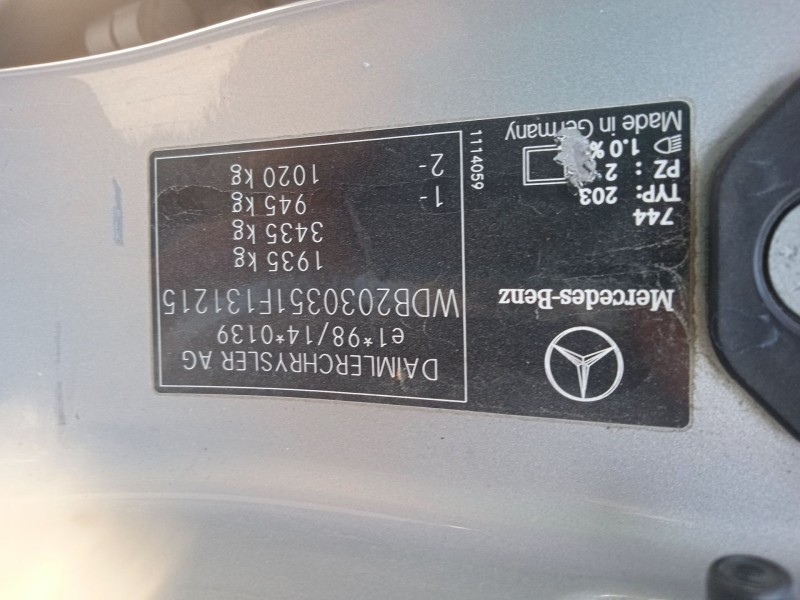 Mercedes-Benz
744
TYP: 203
PZ : 2
1.0 %
Made in Germany
1114059
DAIMLERCHRYSLER AG
e1*98/14*0139
WDB2030351F131215
1935 kg
3435 kg
1- 945 kg
2- 1020 kg